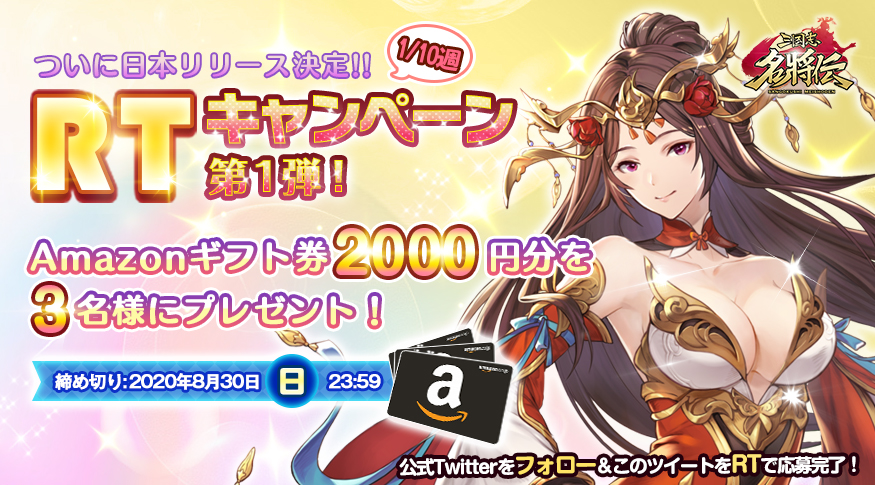 ついに日本リリース決定!!
1/10週
三国志
名将伝
SANGOKUSHI MEISHODEN
RTキャンペーン
第1弾！
Amazonギフト券2000円分を
3名様にプレゼント！
締め切り:2020年8月30日 日 23:59
a
公式Twitterをフォロー&このツイートをRTで応募完了！